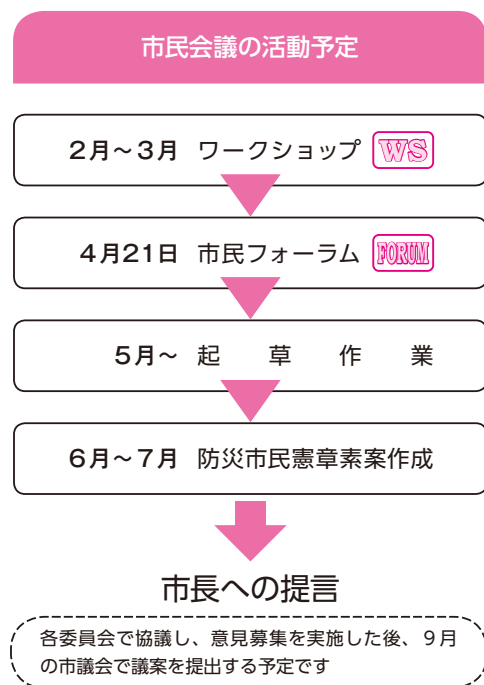 市民会議の活動予定
2月～3月 ワークショップ WS
4月21日 市民フォーラム FORUM
5月～ 起草作業
6月～7月 防災市民憲章素案作成
市長への提言
各委員会で協議し、意見募集を実施した後、9月
の市議会で議案を提出する予定です